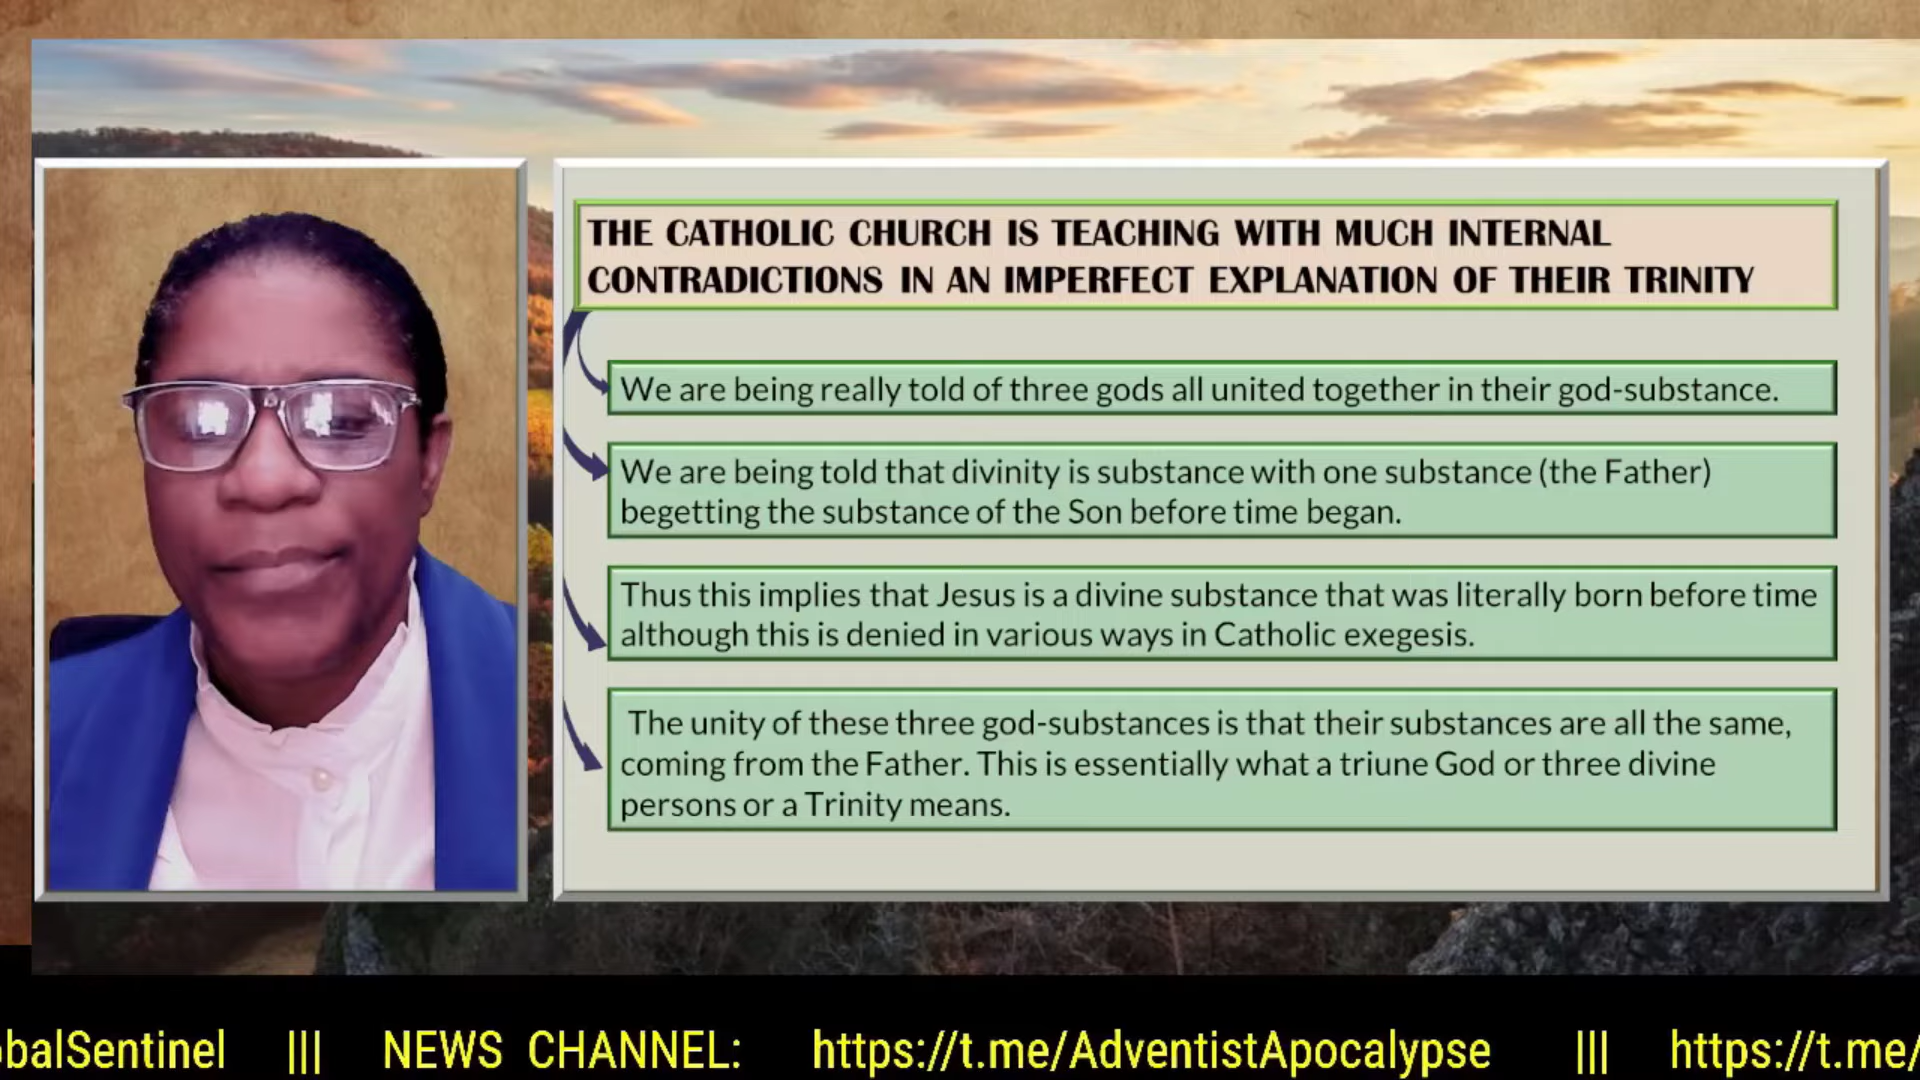 THE CATHOLIC CHURCH IS TEACHING WITH MUCH INTERNAL
CONTRADICTIONS IN AN IMPERFECT EXPLANATION OF THEIR TRINITY
We are being really told of three gods all united together in their god-substance.
We are being told that divinity is substance with one substance (the Father)
begetting the substance of the Son before time began.
Thus this implies that Jesus is a divine substance that was literally born before time
although this is denied in various ways in Catholic exegesis.
The unity of these three god-substances is that their substances are all the same,
coming from the Father. This is essentially what a triune God or three divine
persons or a Trinity means.
obalSentinel ||| NEWS CHANNEL: https://t.me/AdventistApocalypse ||| https://t.me/